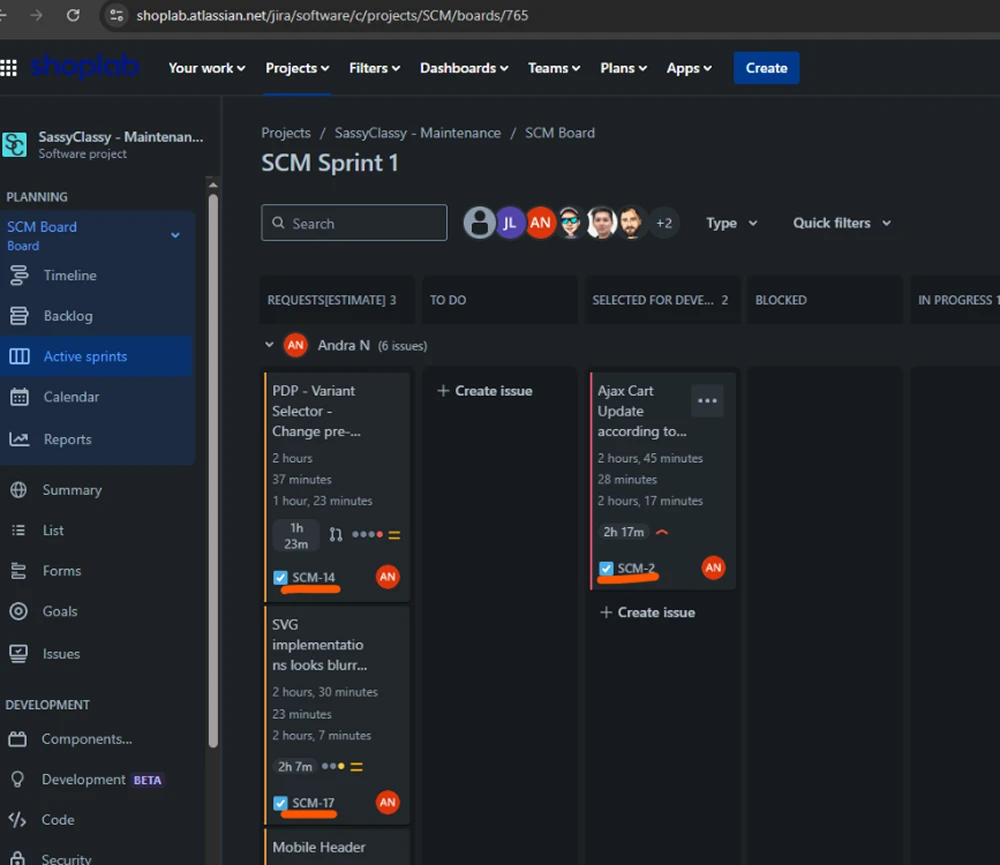 shoplab.atlassian.net/jira/software/c/projects/SCM/boards/765
shoplab
Your work
Projects
Filters
Dashboards
Teams
Plans
Apps
Create
SC
SassyClassy - Maintenan...
Software project
PLANNING
SCM Board
Board
Timeline
Backlog
Active sprints
Calendar
Reports
Summary
List
Forms
Goals
Issues
DEVELOPMENT
Components...
Development BETA
Code
Security
Projects / SassyClassy - Maintenance / SCM Board
SCM Sprint 1
Search
JL
AN
+2
Type
Quick filters
REQUESTS[ESTIMATE] 3
TO DO
SELECTED FOR DEVE... 2
BLOCKED
IN PROGRESS 1
AN Andra N (6 issues)
PDP - Variant
Selector -
Change pre-...
2 hours
37 minutes
1 hour, 23 minutes
1h
23m
SCM-14
AN
SVG
implementatio
ns looks blurr...
2 hours, 30 minutes
23 minutes
2 hours, 7 minutes
2h 7m
SCM-17
AN
Mobile Header
+ Create issue
Ajax Cart
Update
according to...
2 hours, 45 minutes
28 minutes
2 hours, 17 minutes
2h 17m
SCM-2
AN
+ Create issue